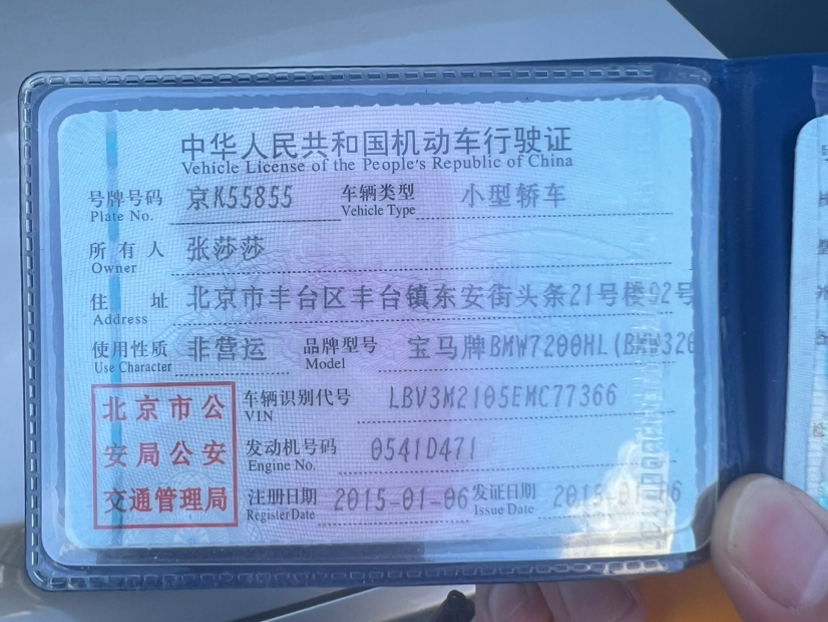 中华人民共和国机动车行驶证
Vehicle License of the People's Republic of China
号牌号码 京K55855 车辆类型 小型轿车
Plate No. Vehicle Type
所有人 张莎莎
Owner
住址 北京市丰台区丰台镇东安街头条21号楼92号
Address
使用性质 非营运 品牌型号 宝马牌BMW7200HL(BMW320
Use Character Model
北京市公 车辆识别代号 LBV3M2105EMC77366
VIN
安局公安 发动机号码 0541D471
Engine No.
交通管理局 注册日期 2015-01-06 发证日期
Register Date Issue Date